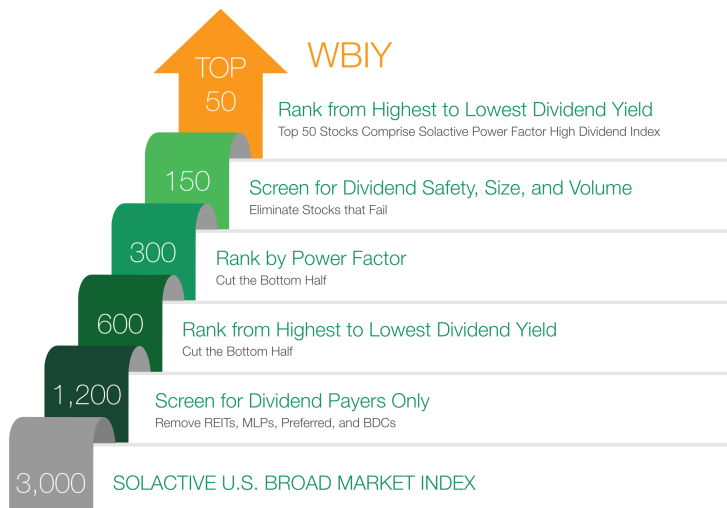 WBIY
TOP
50
Rank from Highest to Lowest Dividend Yield
Top 50 Stocks Comprise Solactive Power Factor High Dividend Index
150
Screen for Dividend Safety, Size, and Volume
Eliminate Stocks that Fail
300
Rank by Power Factor
Cut the Bottom Half
600
Rank from Highest to Lowest Dividend Yield
Cut the Bottom Half
1,200
Screen for Dividend Payers Only
Remove REITs, MLPs, Preferred, and BDCs
3,000
SOLACTIVE U.S. BROAD MARKET INDEX